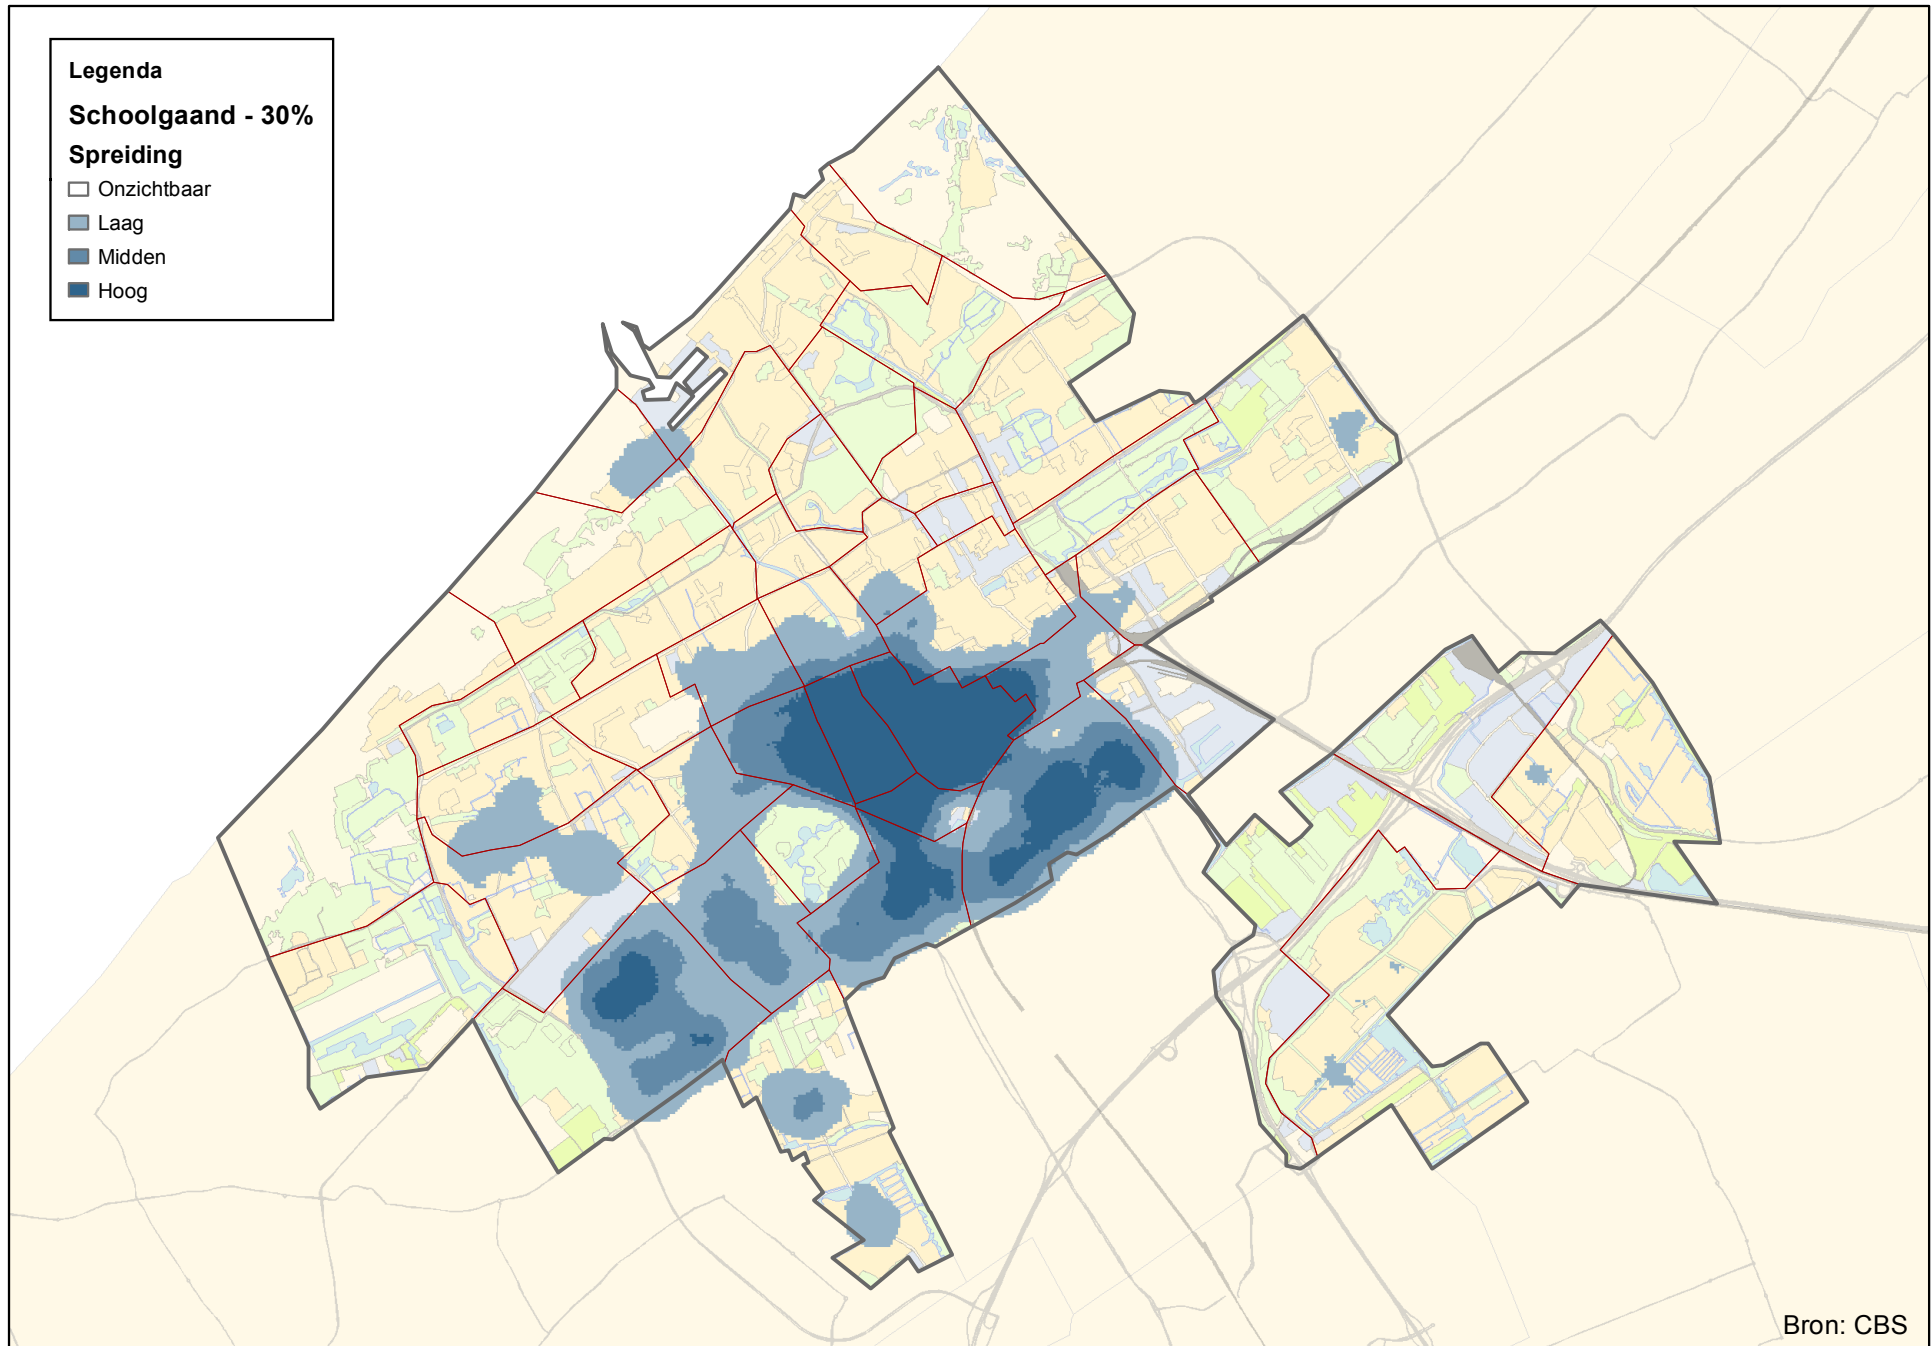 Legenda
Schoolgaand - 30%
Spreiding
Onzichtbaar
Laag
Midden
Hoog
Bron: CBS